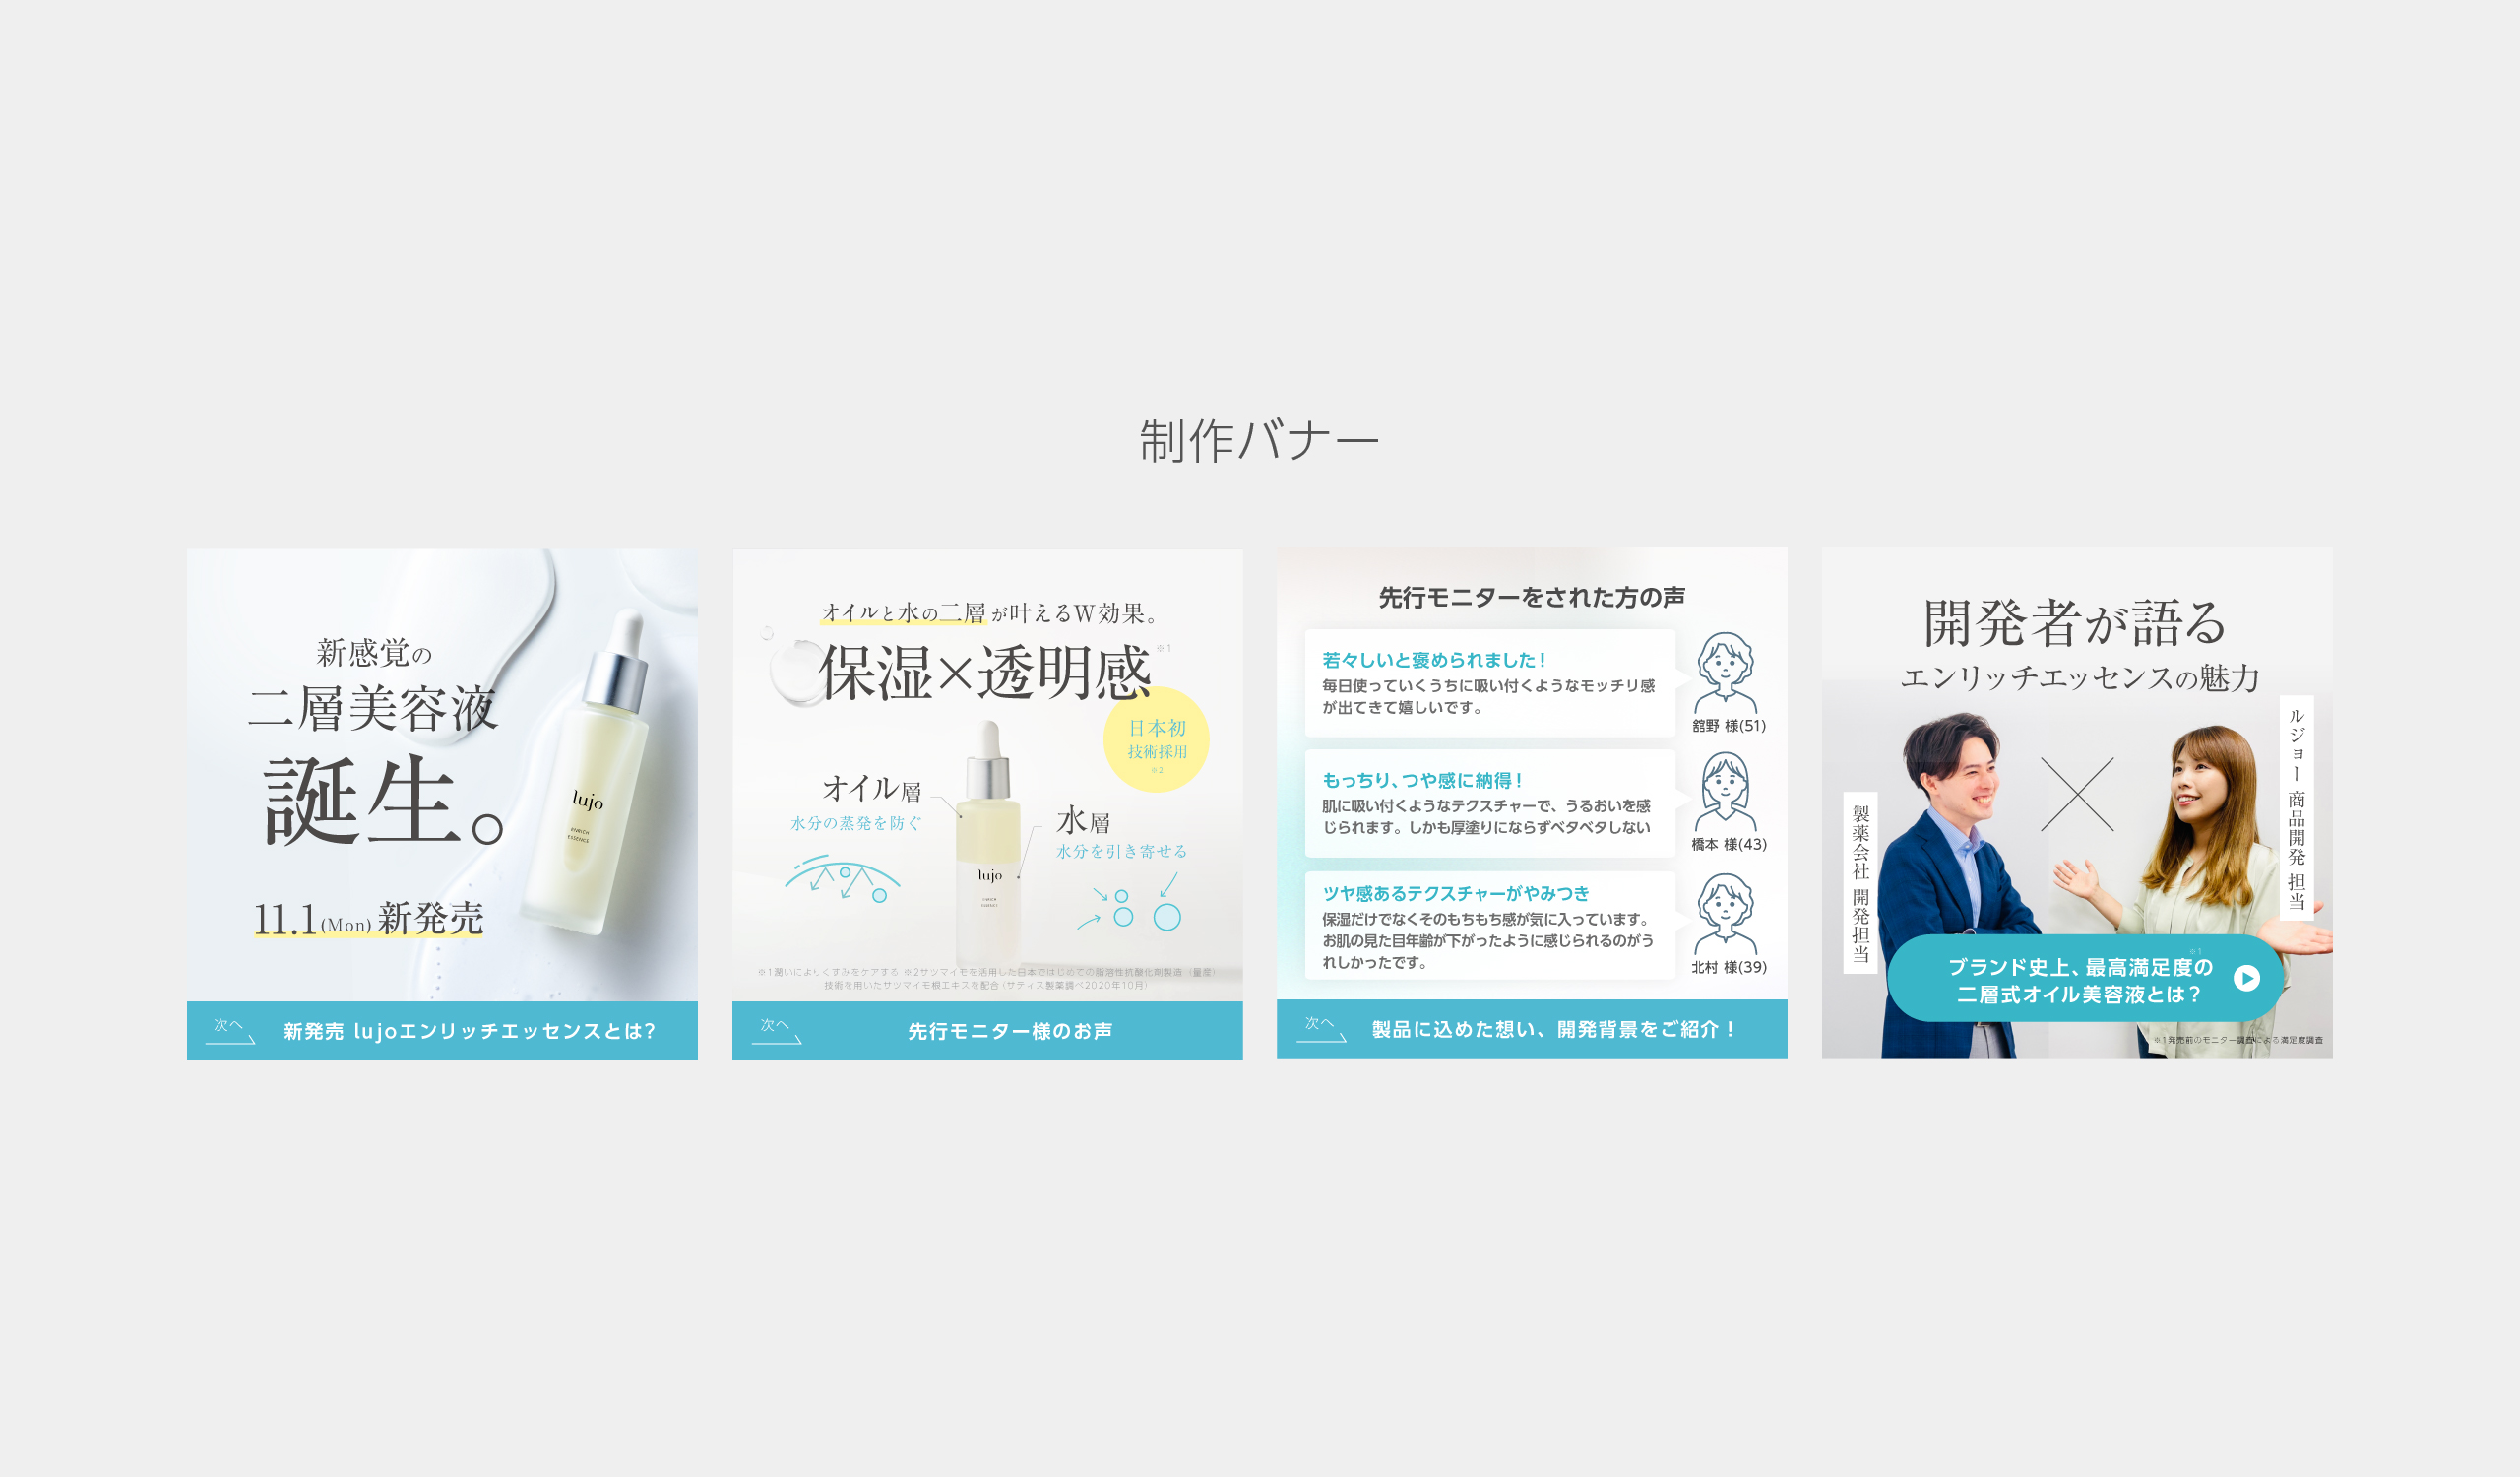 制作バナー
新感覚の
二層美容液
誕生。
11.1(Mon) 新発売
lujo
ENRICH
ESSENCE
次へ
新発売 lujoエンリッチエッセンスとは?
オイルと水の二層が叶えるW効果。
保湿×透明感
※1
日本初
技術採用
※2
オイル層
水分の蒸発を防ぐ
水層
水分を引き寄せる
lujo
ENRICH
ESSENCE
※1潤いによりくすみをケアする ※2サツマイモを活用した日本ではじめての脂溶性抗酸化剤製造(量産)
技術を用いたサツマイモ根エキスを配合(サティス製薬調べ2020年10月)
次へ
先行モニター様のお声
先行モニターをされた方の声
若々しいと褒められました!
毎日使っていくうちに吸い付くようなモッチリ感
が出てきて嬉しいです。
舘野 様(51)
もっちり、つや感に納得!
肌に吸い付くようなテクスチャーで、うるおいを感
じられます。しかも厚塗りにならずベタベタしない
橋本 様(43)
ツヤ感あるテクスチャーがやみつき
保湿だけでなくそのもちもち感が気に入っています。
お肌の見た目年齢が下がったように感じられるのがう
れしかったです。
北村 様(39)
次へ
製品に込めた想い、開発背景をご紹介!
開発者が語る
エンリッチエッセンスの魅力
ルジョー 商品開発 担当
製薬会社 開発担当
※1
ブランド史上、最高満足度の
二層式オイル美容液とは?
※1発売前のモニター調査による満足度調査